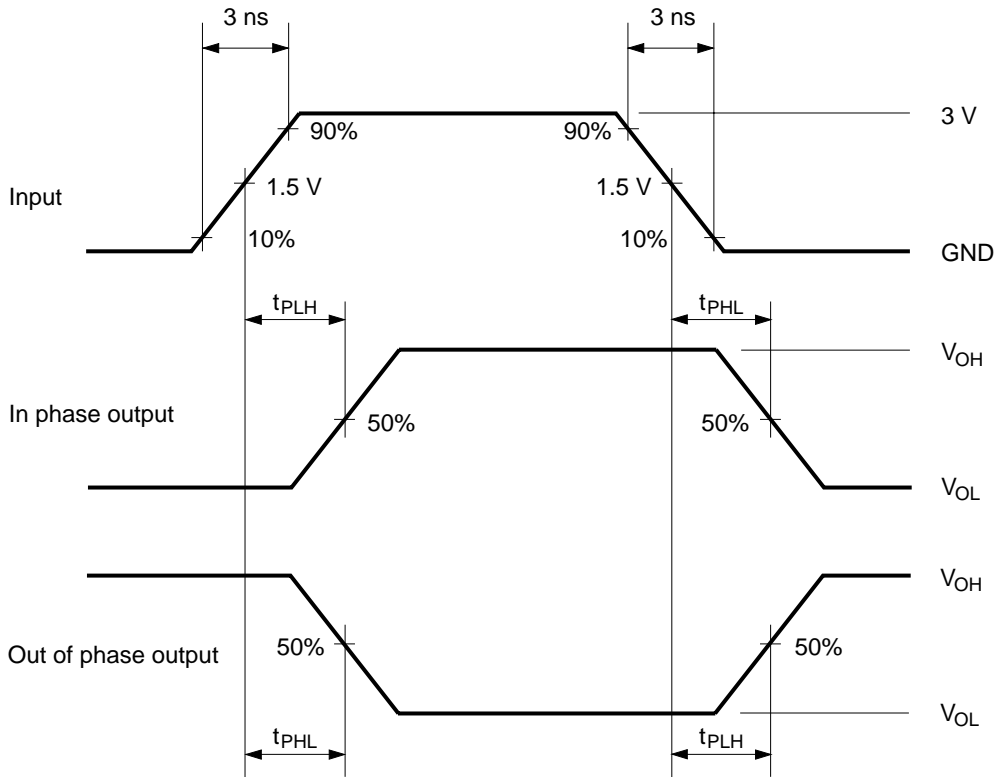 3 ns
3 ns
90%
90%
3 V
Input
1.5 V
1.5 V
10%
10%
GND
tPLH
tPHL
VOH
In phase output
50%
50%
VOL
VOH
Out of phase output
50%
50%
VOL
tPHL
tPLH